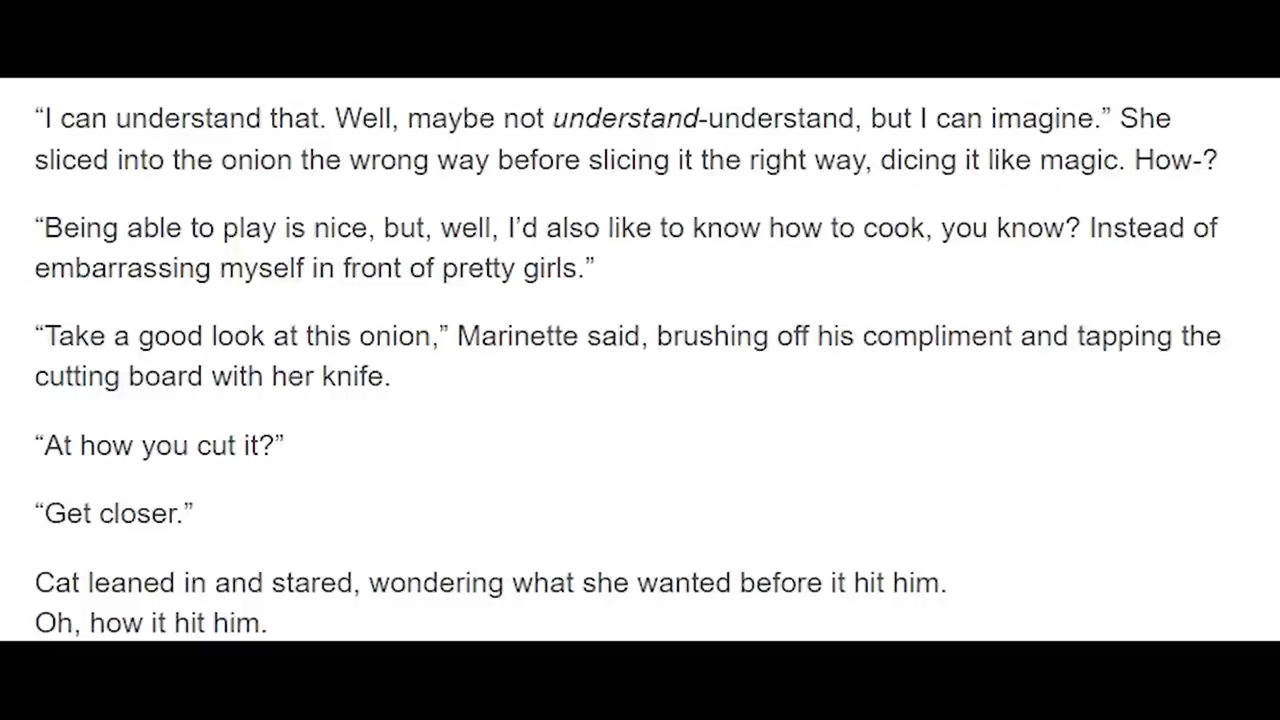 “I can understand that. Well, maybe not understand-understand, but I can imagine.” She
sliced into the onion the wrong way before slicing it the right way, dicing it like magic. How-?
“Being able to play is nice, but, well, I’d also like to know how to cook, you know? Instead of
embarrassing myself in front of pretty girls.”
“Take a good look at this onion,” Marinette said, brushing off his compliment and tapping the
cutting board with her knife.
“At how you cut it?”
“Get closer.”
Cat leaned in and stared, wondering what she wanted before it hit him.
Oh, how it hit him.